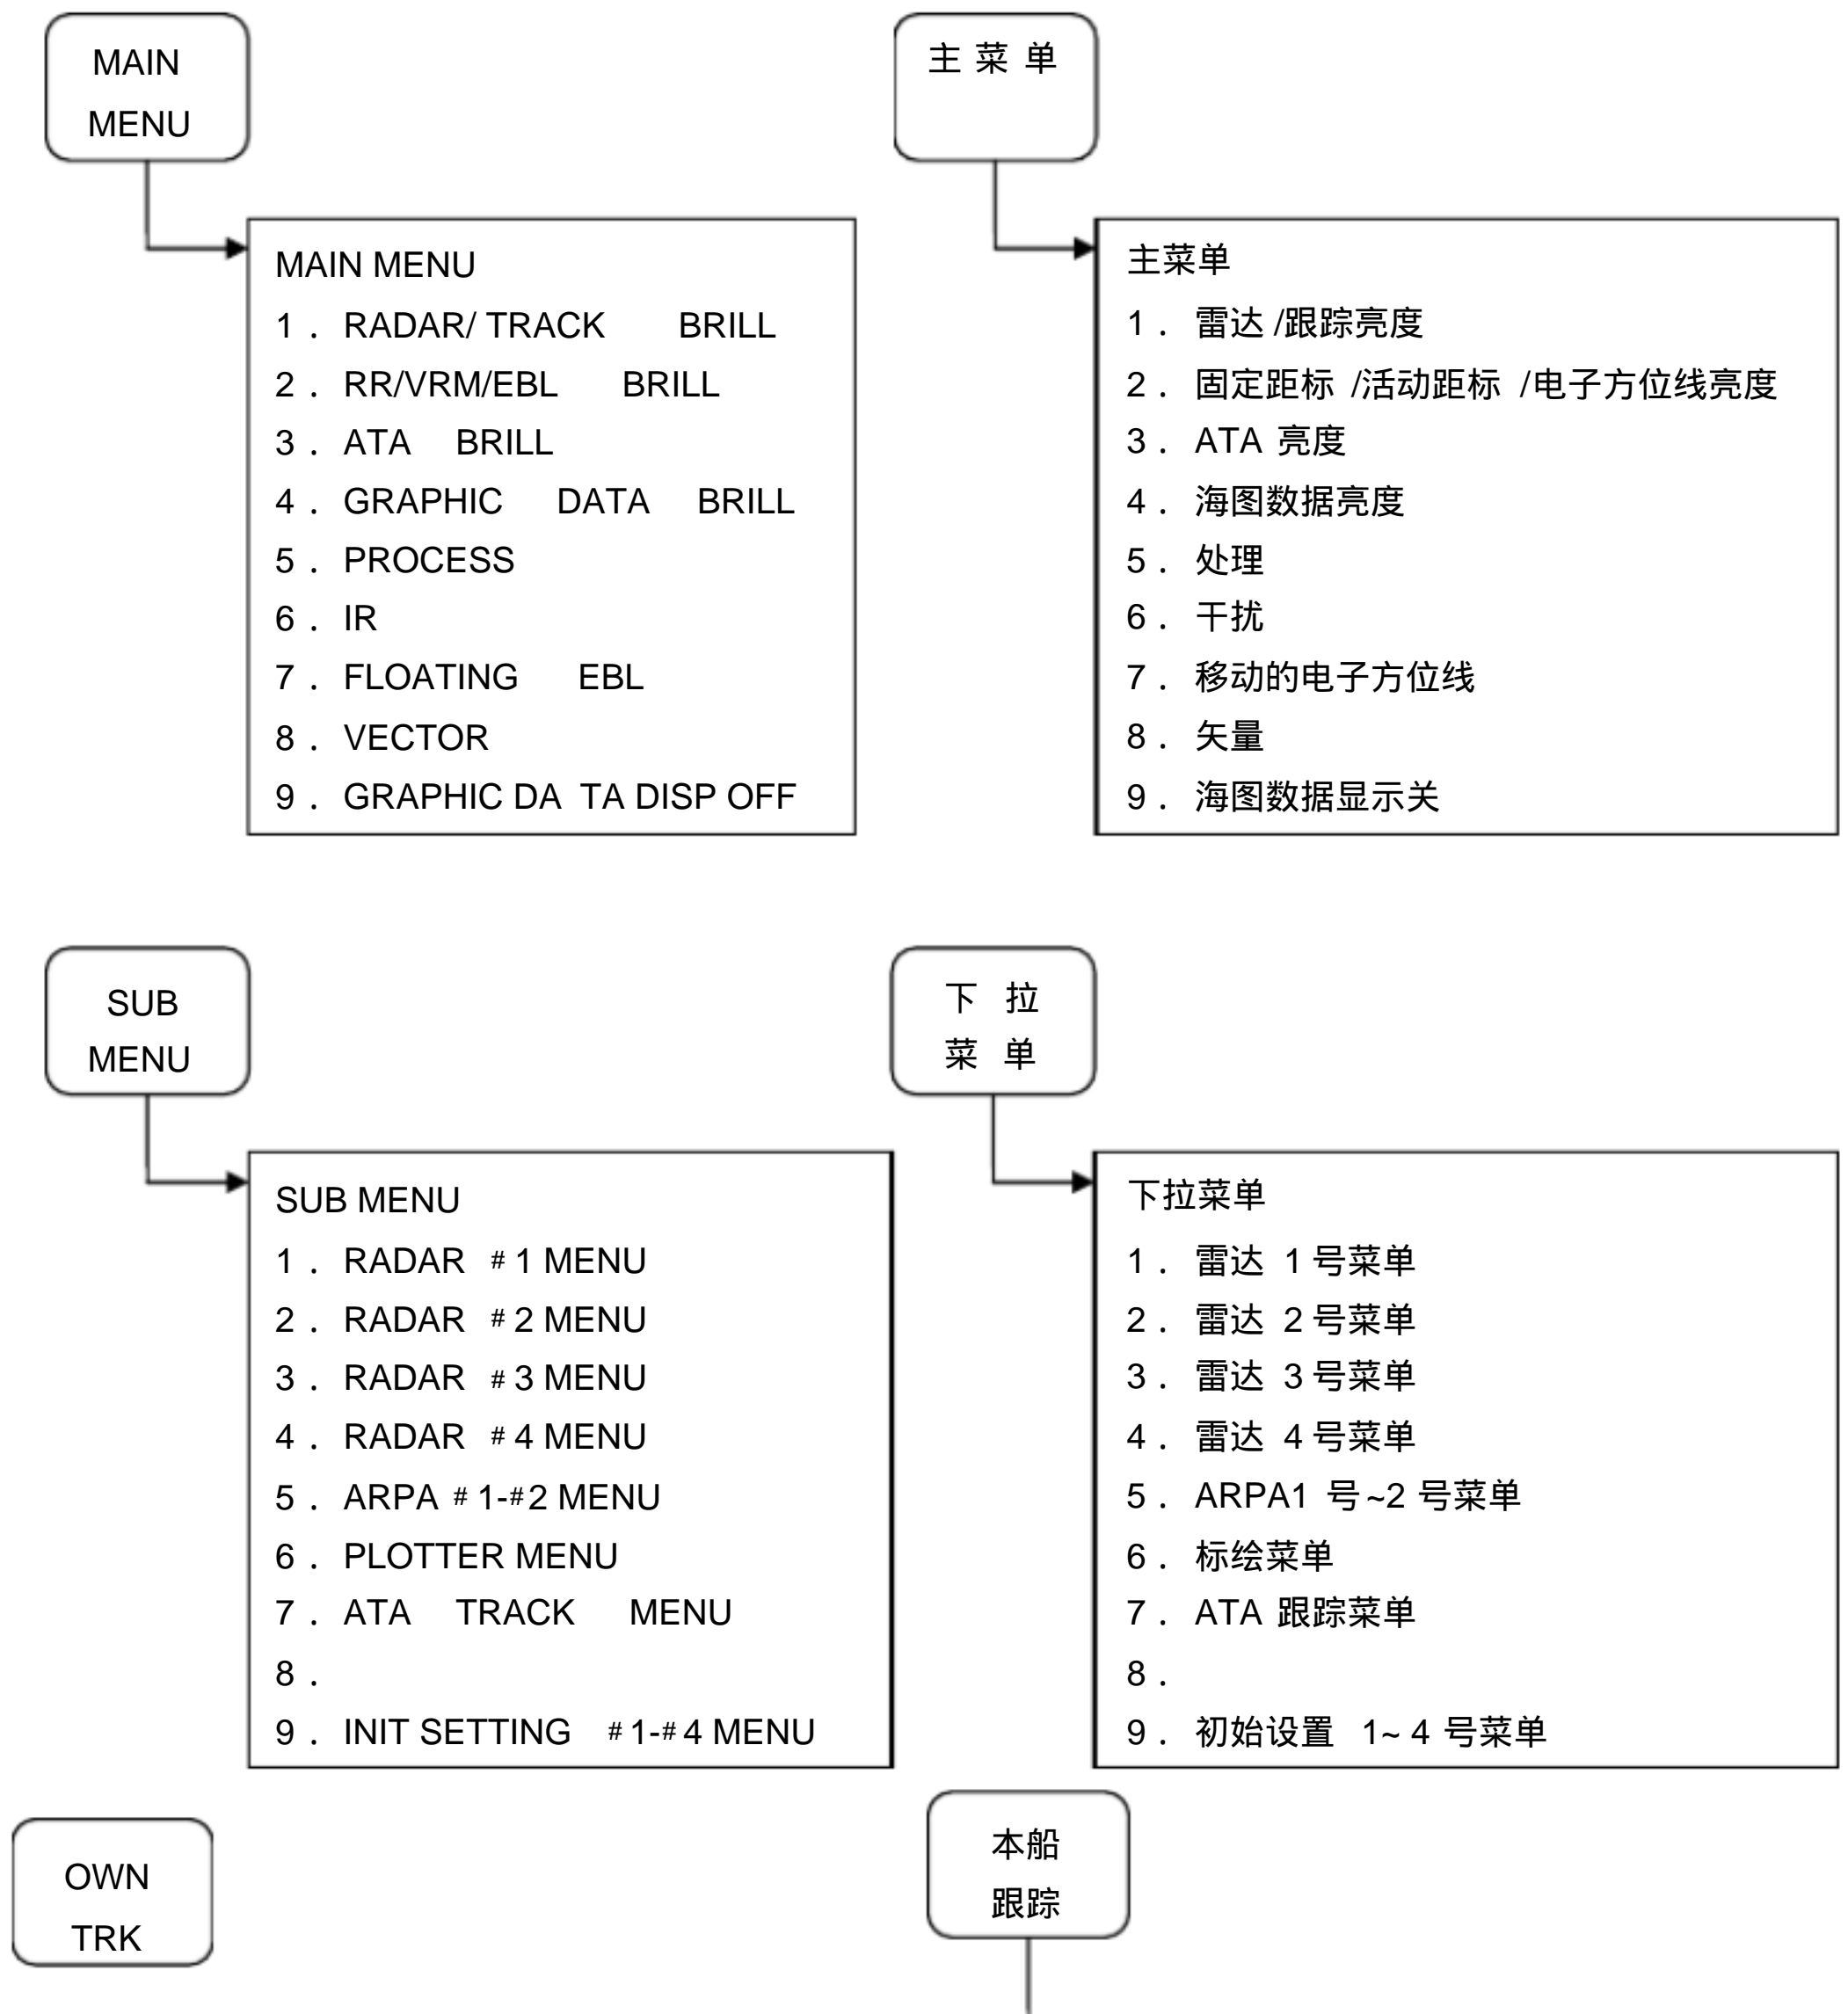 MAIN
MENU
主 菜 单
MAIN MENU
1． RADAR/ TRACK BRILL
2． RR/VRM/EBL BRILL
3． ATA BRILL
4． GRAPHIC DATA BRILL
5． PROCESS
6． IR
7． FLOATING EBL
8． VECTOR
9． GRAPHIC DA TA DISP OFF
主菜单
1． 雷达 /跟踪亮度
2． 固定距标 /活动距标 /电子方位线亮度
3． ATA 亮度
4． 海图数据亮度
5． 处理
6． 干扰
7． 移动的电子方位线
8． 矢量
9． 海图数据显示关
SUB
MENU
下 拉
菜 单
SUB MENU
1． RADAR ＃1 MENU
2． RADAR ＃2 MENU
3． RADAR ＃3 MENU
4． RADAR ＃4 MENU
5． ARPA ＃1-＃2 MENU
6． PLOTTER MENU
7． ATA TRACK MENU
8．
9． INIT SETTING ＃1-＃4 MENU
下拉菜单
1． 雷达 1 号菜单
2． 雷达 2 号菜单
3． 雷达 3 号菜单
4． 雷达 4 号菜单
5． ARPA1 号~2 号菜单
6． 标绘菜单
7． ATA 跟踪菜单
8．
9． 初始设置 1~ 4 号菜单
OWN
TRK
本船
跟踪